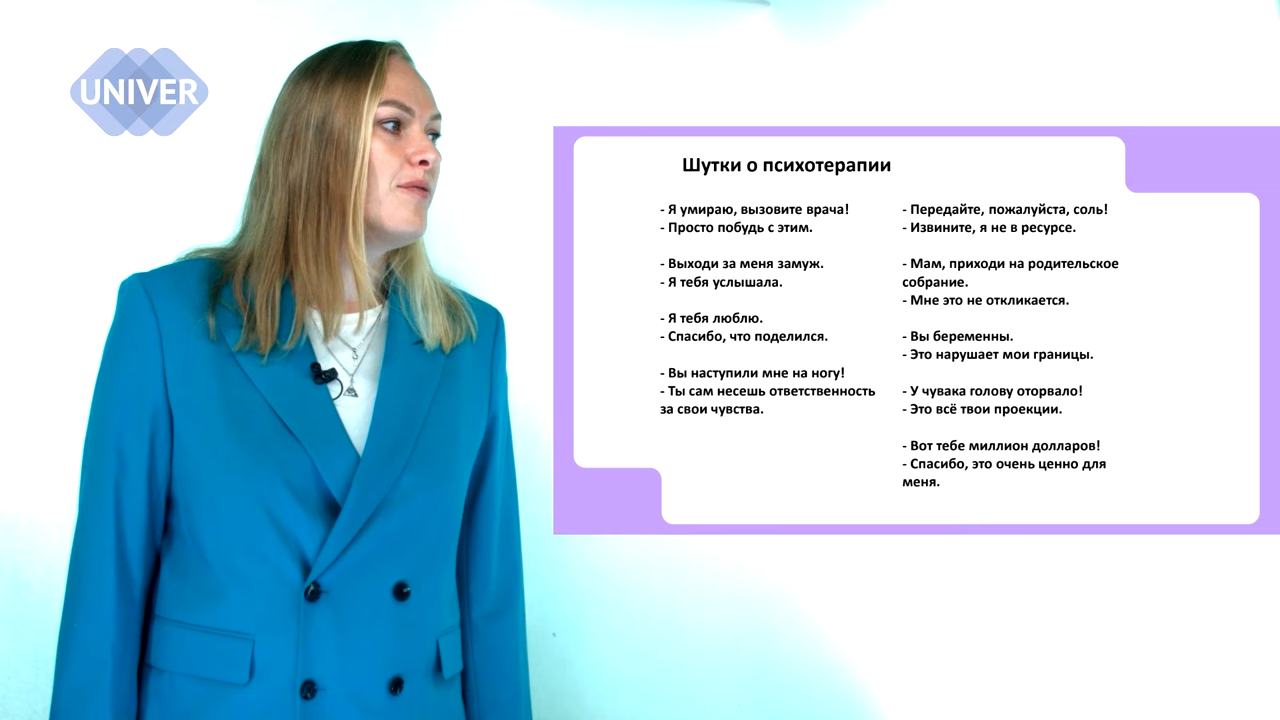 UNIVER
Шутки о психотерапии
- Я умираю, вызовите врача!
- Просто побудь с этим.
- Выходи за меня замуж.
- Я тебя услышала.
- Я тебя люблю.
- Спасибо, что поделился.
- Вы наступили мне на ногу!
- Ты сам несешь ответственность
за свои чувства.
- Передайте, пожалуйста, соль!
- Извините, я не в ресурсе.
- Мам, приходи на родительское
собрание.
- Мне это не откликается.
- Вы беременны.
- Это нарушает мои границы.
- У чувака голову оторвало!
- Это всё твои проекции.
- Вот тебе миллион долларов!
- Спасибо, это очень ценно для
меня.